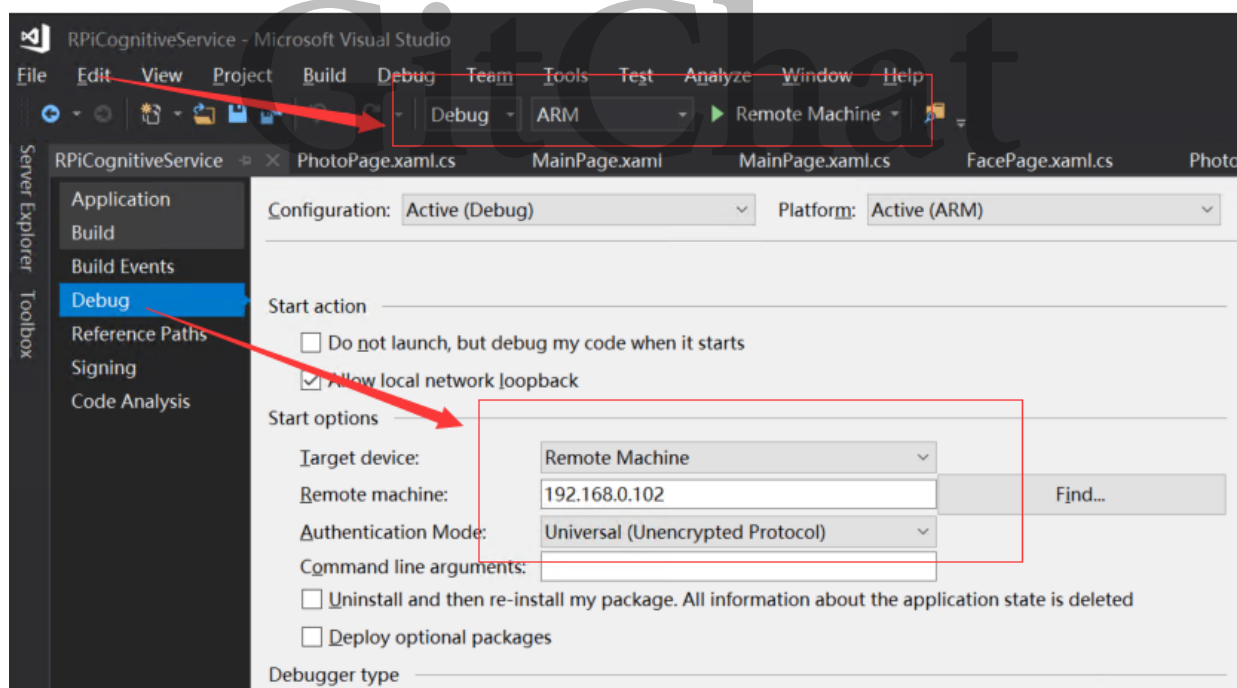 GitChat
RPiCognitiveService - Microsoft Visual Studio
File Edit View Project Build Debug Team Tools Test Analyze Window Help
Debug ARM Remote Machine
Server Explorer
Toolbox
RPiCognitiveService PhotoPage.xaml.cs MainPage.xaml MainPage.xaml.cs FacePage.xaml.cs Photo
Application
Build
Build Events
Debug
Reference Paths
Signing
Code Analysis
Configuration: Active (Debug) Platform: Active (ARM)
Start action
Do not launch, but debug my code when it starts
Allow local network loopback
Start options
Target device: Remote Machine
Remote machine: 192.168.0.102 Find...
Authentication Mode: Universal (Unencrypted Protocol)
Command line arguments:
Uninstall and then re-install my package. All information about the application state is deleted
Deploy optional packages
Debugger type